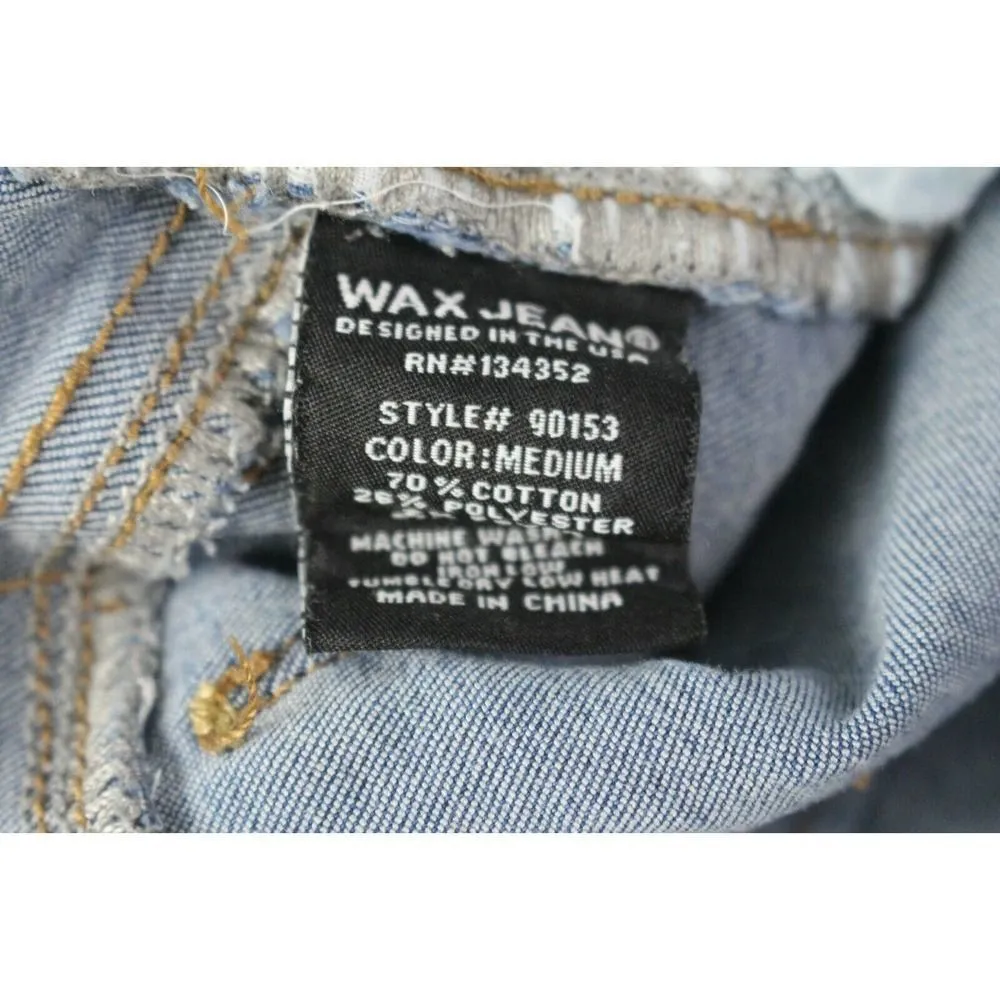 WAX JEAN®
DESIGNED IN THE USA
RN#134352
STYLE# 90153
COLOR:MEDIUM
70% COTTON
26% POLYESTER
MACHINE WASH
DO NOT BLEACH
IRON LOW
TUMBLE DRY LOW HEAT
MADE IN CHINA